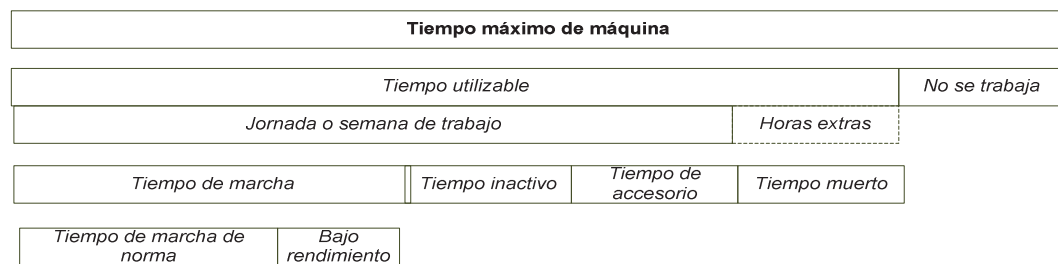 Tiempo máximo de máquina
Tiempo utilizable
No se trabaja
Jornada o semana de trabajo
Horas extras
Tiempo de marcha
Tiempo inactivo
Tiempo de
accesorio
Tiempo muerto
Tiempo de marcha de
norma
Bajo
rendimiento